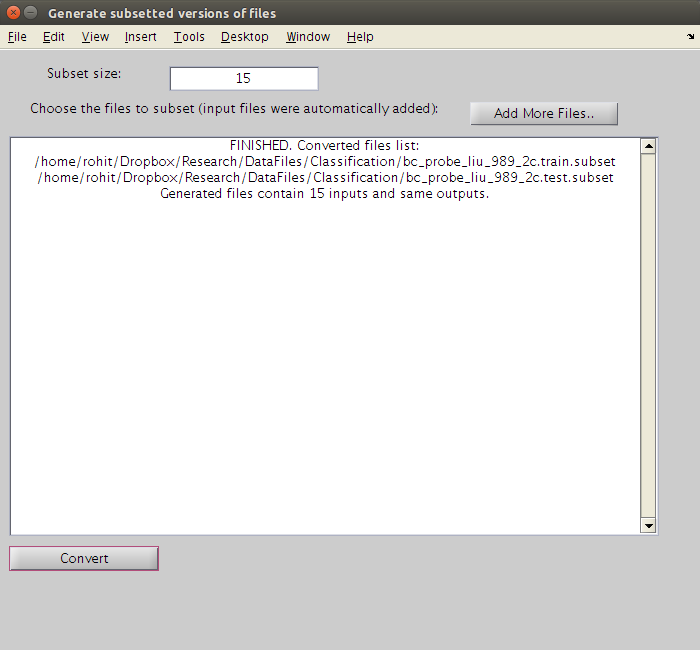 Generate subsetted versions of files
File Edit View Insert Tools Desktop Window Help
Subset size:
15
Choose the files to subset (input files were automatically added):
Add More Files..
FINISHED. Converted files list:
/home/rohit/Dropbox/Research/DataFiles/Classification/bc_probe_liu_989_2c.train.subset
/home/rohit/Dropbox/Research/DataFiles/Classification/bc_probe_liu_989_2c.test.subset
Generated files contain 15 inputs and same outputs.
Convert